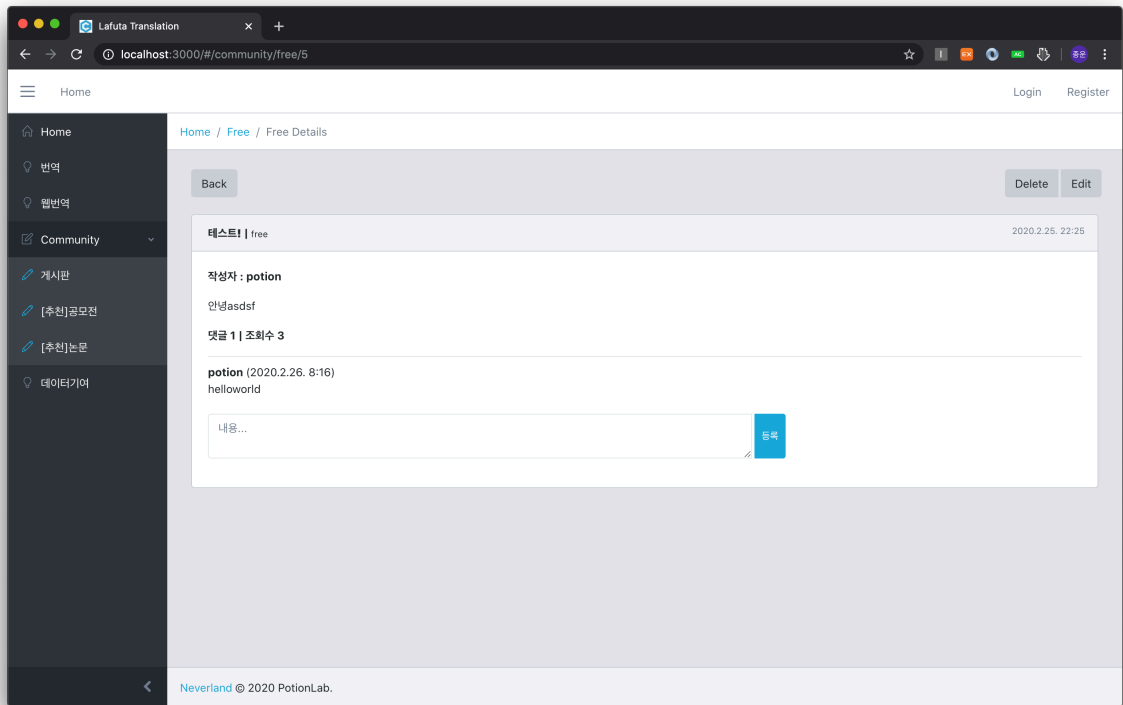 Lafuta Translation
localhost:3000/#/community/free/5
EX
AC
종운
Home
Login Register
Home
번역
웹번역
Community
게시판
[추천]공모전
[추천]논문
데이터기여
Home / Free / Free Details
Back
Delete Edit
테스트! | free
2020.2.25. 22:25
작성자 : potion
안녕asdsf
댓글 1 | 조회수 3
potion (2020.2.26. 8:16)
helloworld
내용...
등록
Neverland © 2020 PotionLab.